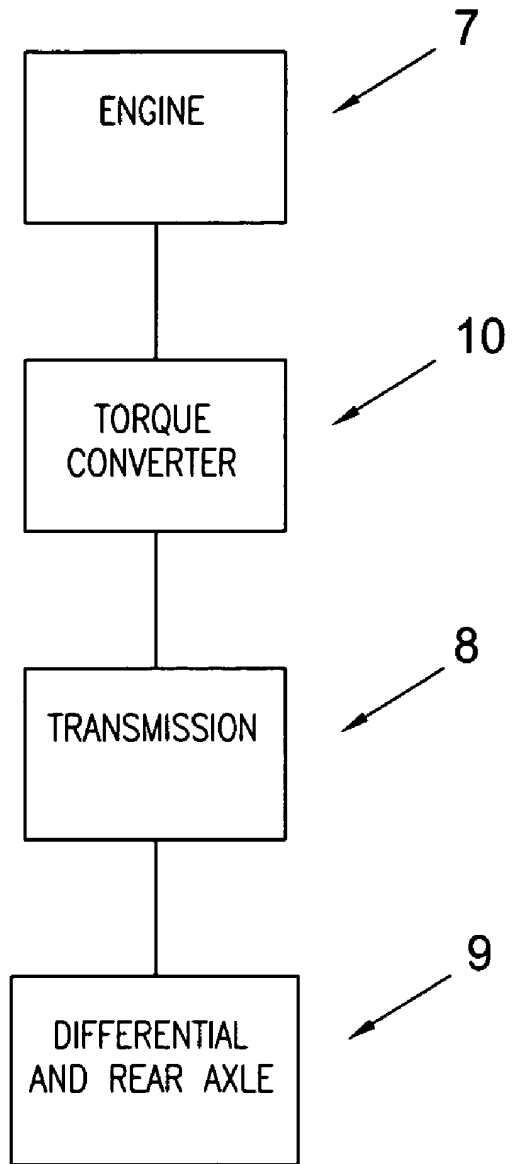 7
ENGINE
10
TORQUE
CONVERTER
8
TRANSMISSION
9
DIFFERENTIAL
AND REAR AXLE